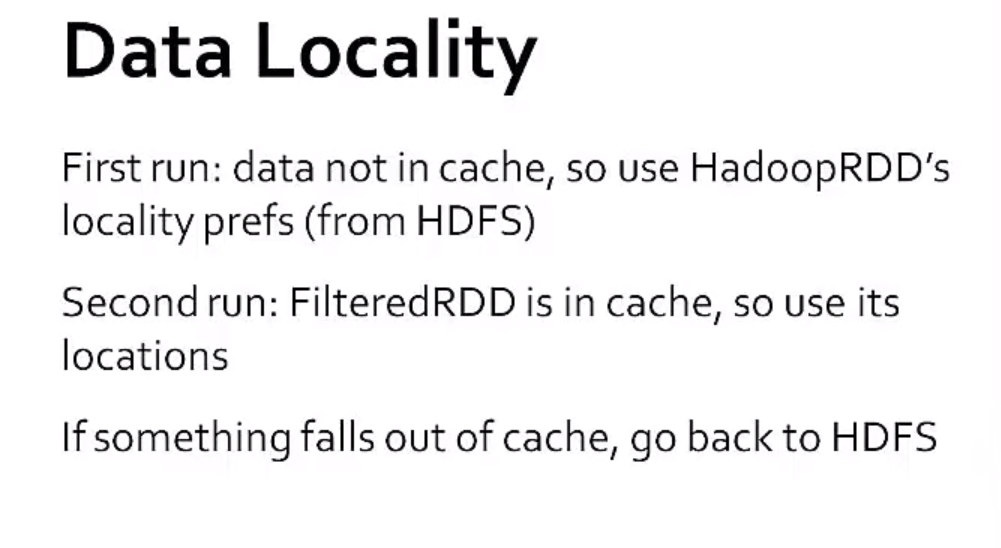 Data Locality
First run: data not in cache, so use HadoopRDD’s
locality prefs (from HDFS)
Second run: FilteredRDD is in cache, so use its
locations
If something falls out of cache, go back to HDFS